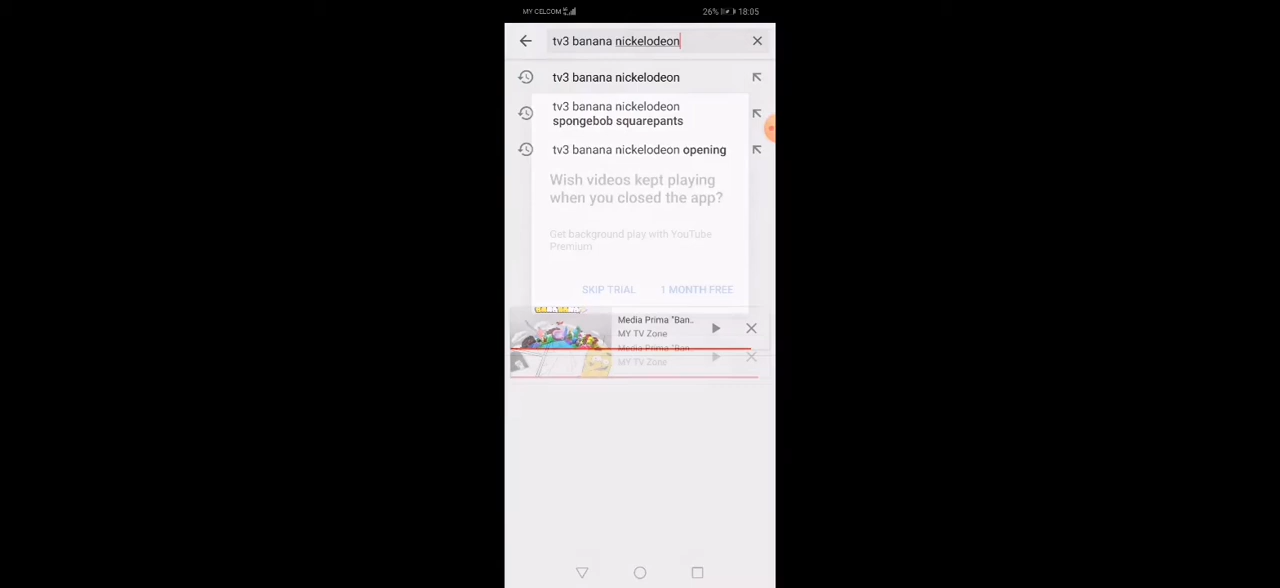 MY CELCOM 26% 18:05
tv3 banana nickelodeon
tv3 banana nickelodeon
tv3 banana nickelodeon
spongebob squarepants
tv3 banana nickelodeon opening
Wish videos kept playing
when you closed the app?
Get background play with YouTube
Premium
SKIP TRIAL 1 MONTH FREE
Media Prima "Ban..
MY TV Zone
Media Prima "Ban..
MY TV Zone